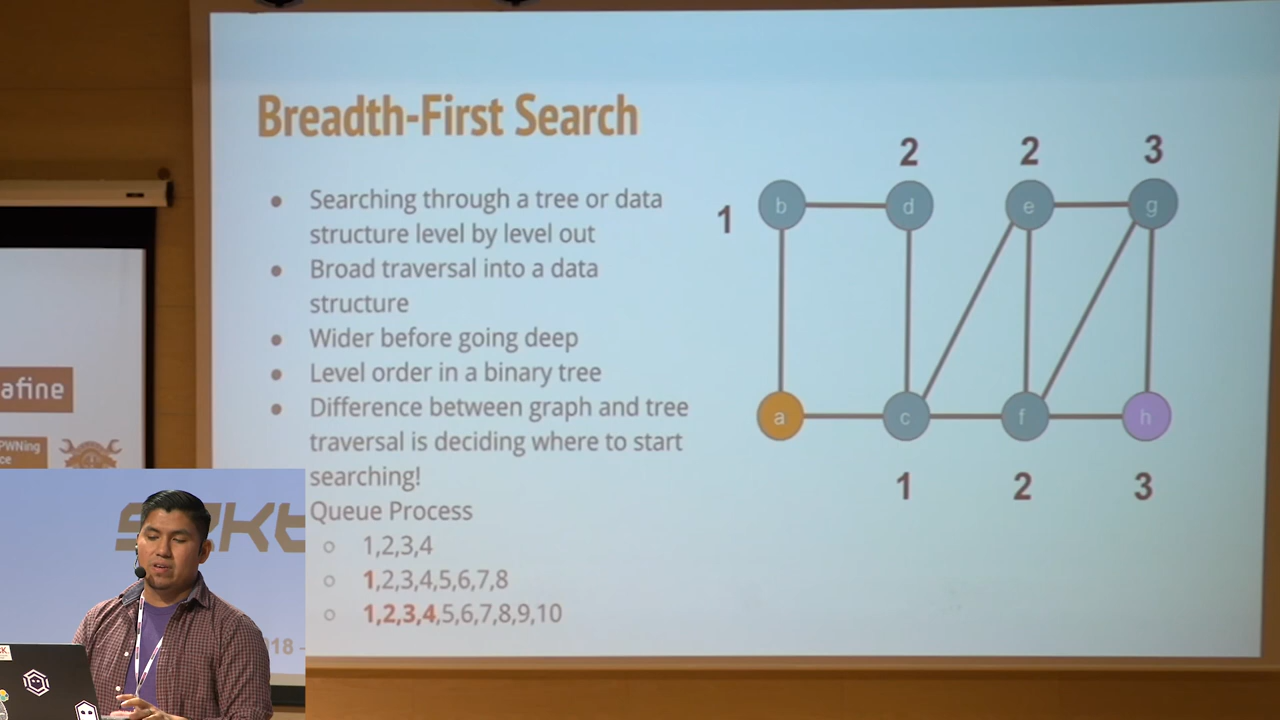 Breadth-First Search
Searching through a tree or data
structure level by level out
Broad traversal into a data
structure
Wider before going deep
Level order in a binary tree
Difference between graph and tree
traversal is deciding where to start
searching!
Queue Process
1,2,3,4
1,2,3,4,5,6,7,8
1,2,3,4,5,6,7,8,9,10
2 2 3
1 b d e g
a c f h
1 2 3
afine
PWNing
18 -